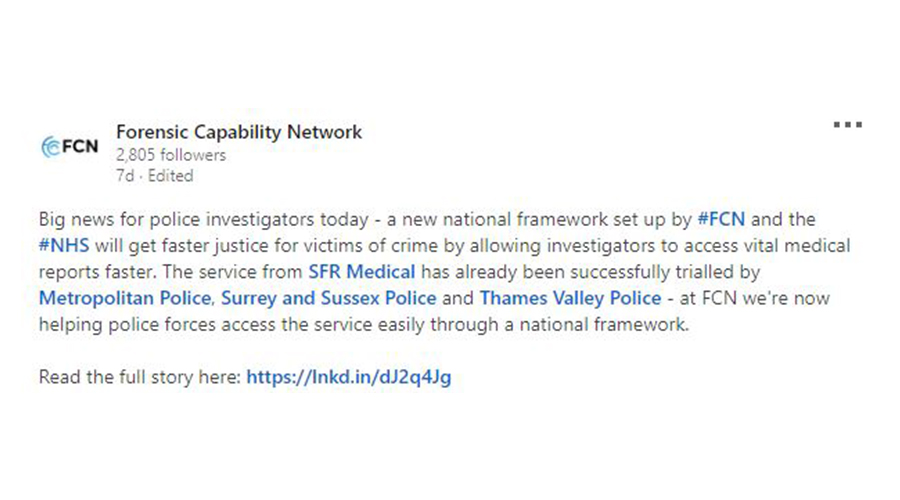 FCN
Forensic Capability Network
2,805 followers
7d · Edited
Big news for police investigators today - a new national framework set up by #FCN and the
#NHS will get faster justice for victims of crime by allowing investigators to access vital medical
reports faster. The service from SFR Medical has already been successfully trialled by
Metropolitan Police, Surrey and Sussex Police and Thames Valley Police - at FCN we're now
helping police forces access the service easily through a national framework.
Read the full story here: https://lnkd.in/dJ2q4Jg